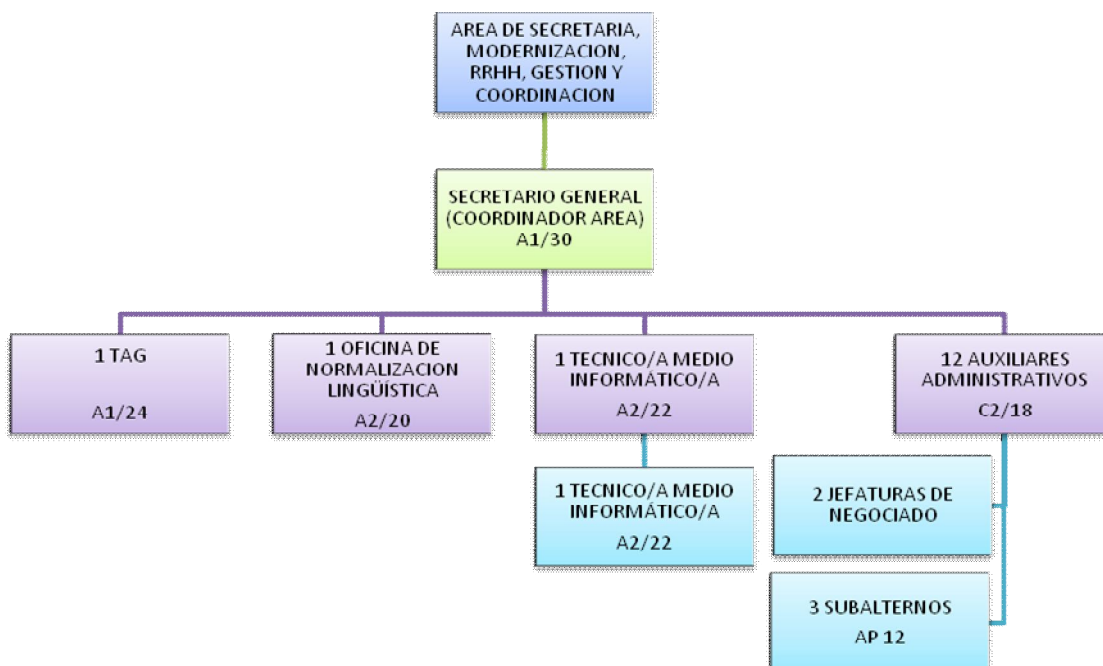 AREA DE SECRETARIA,
MODERNIZACION,
RRHH, GESTION Y
COORDINACION
SECRETARIO GENERAL
(COORDINADOR AREA)
A1/30
1 TAG
A1/24
1 OFICINA DE
NORMALIZACION
LINGÜÍSTICA
A2/20
1 TECNICO/A MEDIO
INFORMÁTICO/A
A2/22
12 AUXILIARES
ADMINISTRATIVOS
C2/18
1 TECNICO/A MEDIO
INFORMÁTICO/A
A2/22
2 JEFATURAS DE
NEGOCIADO
3 SUBALTERNOS
AP 12